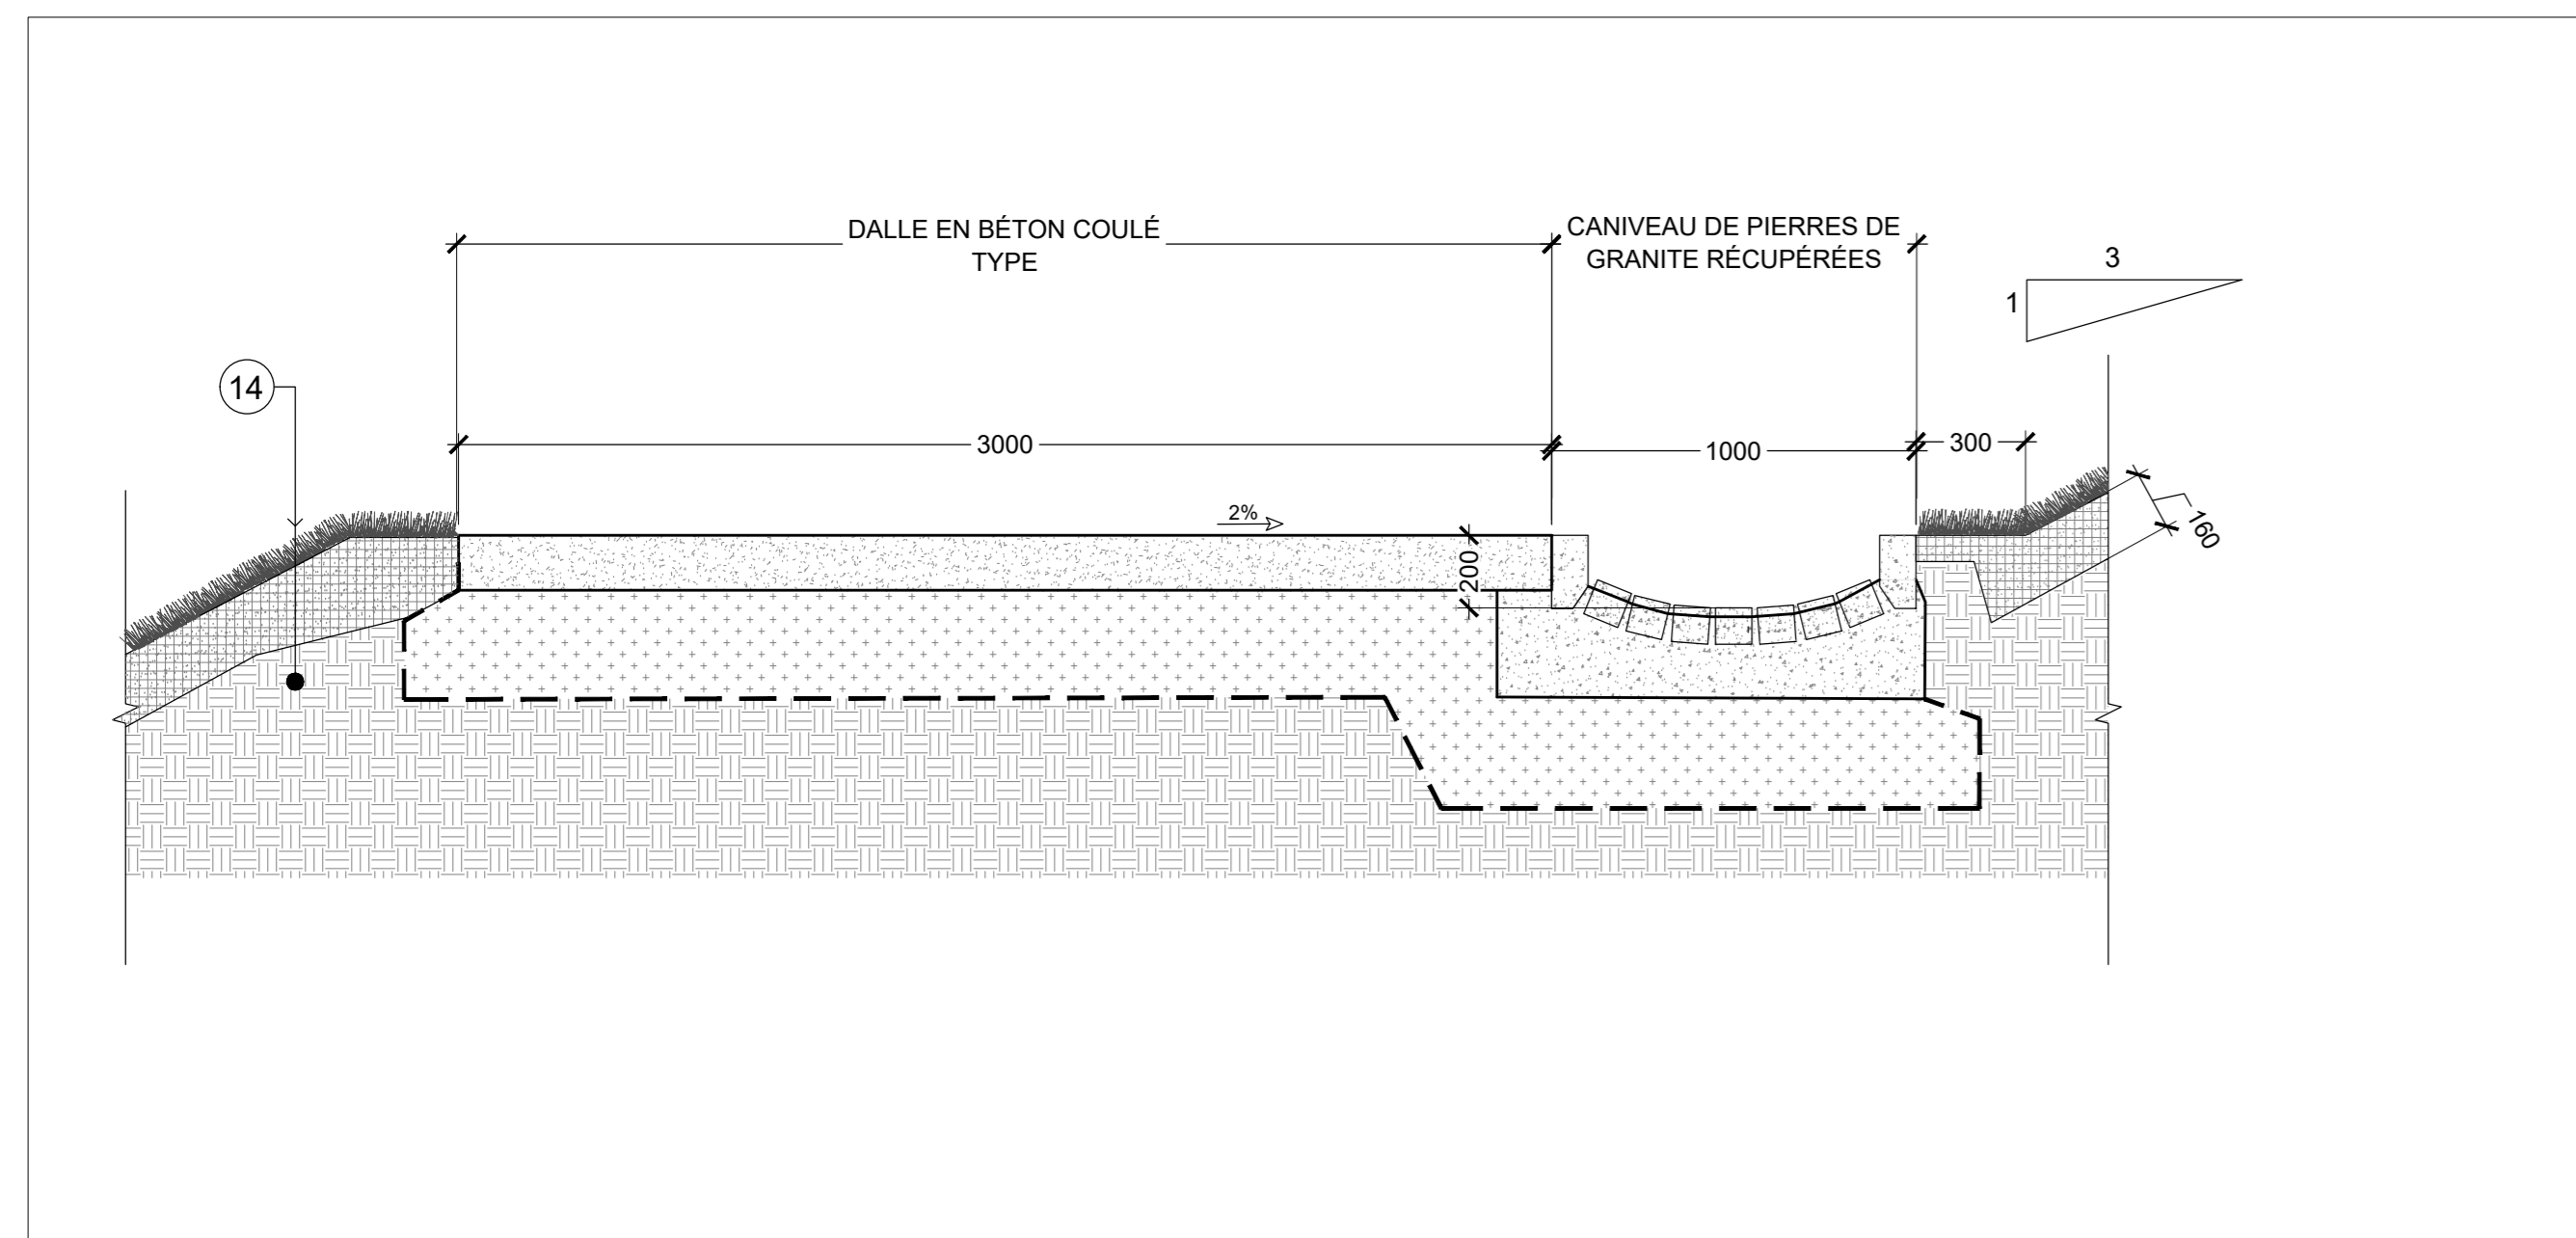 DALLE EN BÉTON COULÉ
TYPE
CANIVEAU DE PIERRES DE
GRANITE RÉCUPÉRÉES
3
1
14
3000
1000
300
2%
200
160